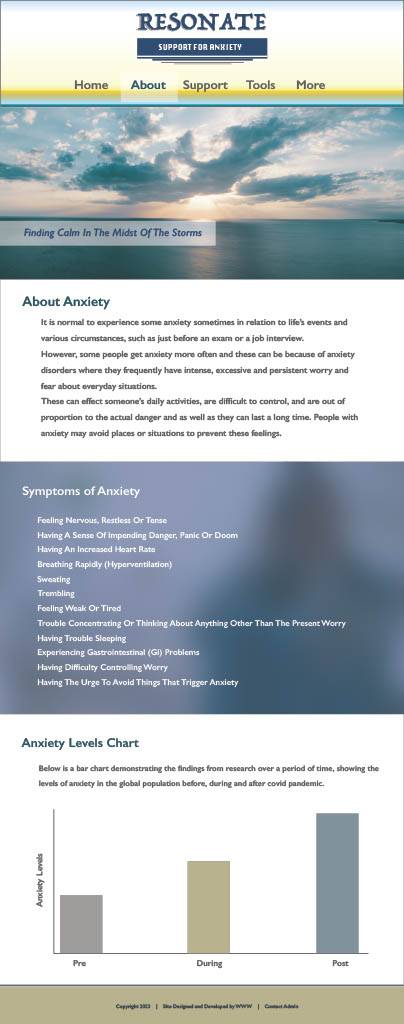 RESONATE
SUPPORT FOR ANXIETY
Home About Support Tools More
Finding Calm In The Midst Of The Storms
About Anxiety
It is normal to experience some anxiety sometimes in relation to life's events and
various circumstances, such as just before an exam or a job interview.
However, some people get anxiety more often and these can be because of anxiety
disorders where they frequently have intense, excessive and persistent worry and
fear about everyday situations.
These can effect someone's daily activities, are difficult to control, and are out of
proportion to the actual danger and as well as they can last a long time. People with
anxiety may avoid places or situations to prevent these feelings.
Symptoms of Anxiety
Feeling Nervous, Restless Or Tense
Having A Sense Of Impending Danger, Panic Or Doom
Having An Increased Heart Rate
Breathing Rapidly (Hyperventilation)
Sweating
Trembling
Feeling Weak Or Tired
Trouble Concentrating Or Thinking About Anything Other Than The Present Worry
Having Trouble Sleeping
Experiencing Gastrointestinal (GI) Problems
Having Difficulty Controlling Worry
Having The Urge To Avoid Things That Trigger Anxiety
Anxiety Levels Chart
Below is a bar chart demonstrating the findings from research over a period of time, showing the
levels of anxiety in the global population before, during and after covid pandemic.
Anxiety Levels
Pre During Post
Copyright 2023 | Site Designed and Developed by WWW | Contact Admin